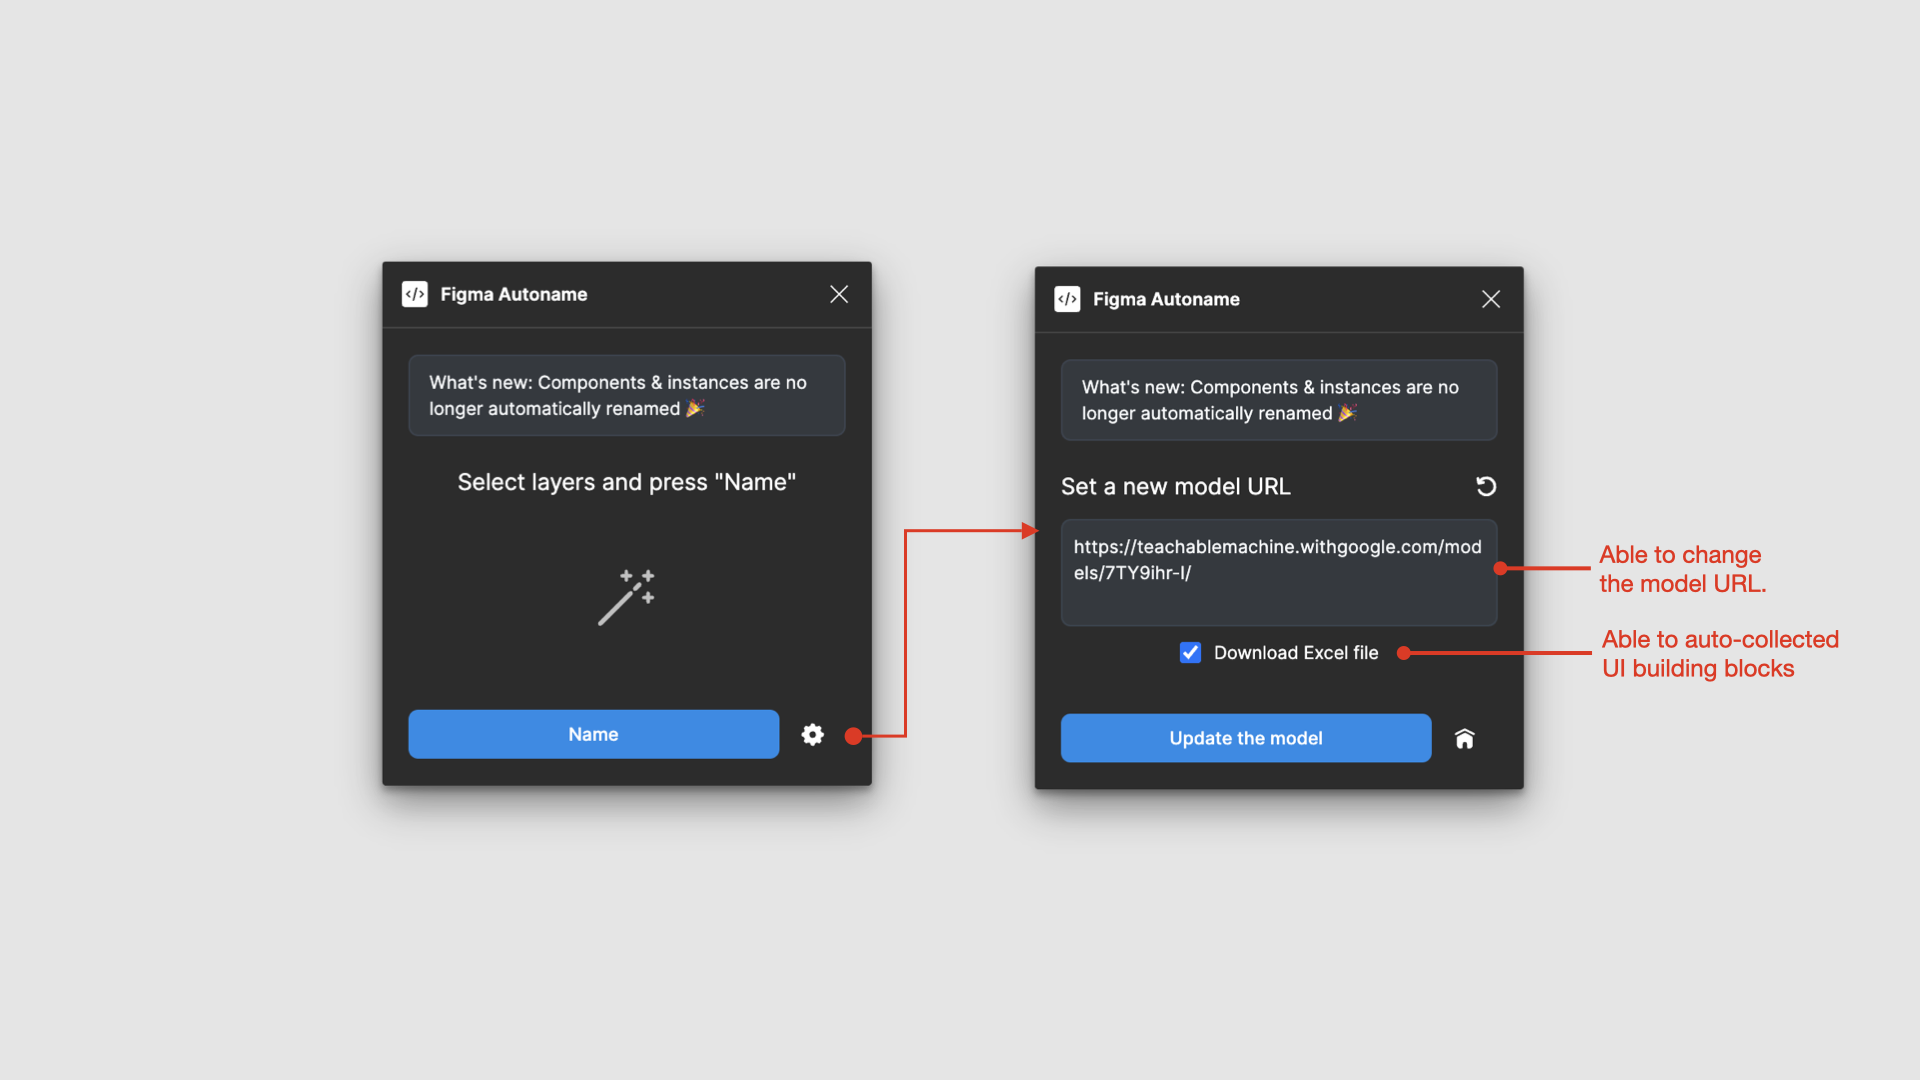 Figma Autoname
What's new: Components & instances are no
longer automatically renamed 🎉
Select layers and press "Name"
Name
Figma Autoname
What's new: Components & instances are no
longer automatically renamed 🎉
Set a new model URL
https://teachablemachine.withgoogle.com/mod
els/7TY9ihr-I/
Download Excel file
Update the model
Able to change
the model URL.
Able to auto-collected
UI building blocks